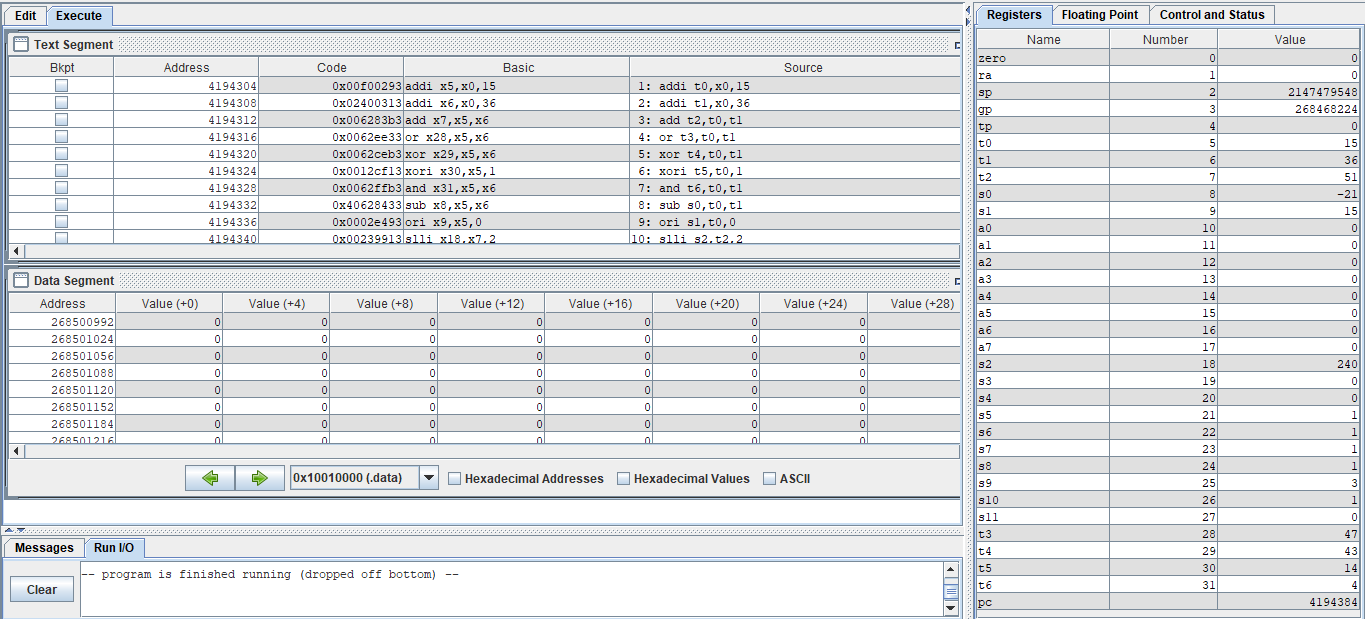 Edit Execute
Text Segment
Bkpt Address Code Basic Source
4194304 0x00f00293 addi x5,x0,15 1: addi t0,x0,15
4194308 0x02400313 addi x6,x0,36 2: addi t1,x0,36
4194312 0x006283b3 add x7,x5,x6 3: add t2,t0,t1
4194316 0x0062ee33 or x28,x5,x6 4: or t3,t0,t1
4194320 0x0062ceb3 xor x29,x5,x6 5: xor t4,t0,t1
4194324 0x0012cf13 xori x30,x5,1 6: xori t5,t0,1
4194328 0x0062ffb3 and x31,x5,x6 7: and t6,t0,t1
4194332 0x40628433 sub x8,x5,x6 8: sub s0,t0,t1
4194336 0x0002e493 ori x9,x5,0 9: ori s1,t0,0
4194340 0x00239913 slli x18,x7,2 10: slli s2,t2,2
Data Segment
Address Value (+0) Value (+4) Value (+8) Value (+12) Value (+16) Value (+20) Value (+24) Value (+28)
268500992 0 0 0 0 0 0 0
268501024 0 0 0 0 0 0 0
268501056 0 0 0 0 0 0 0
268501088 0 0 0 0 0 0 0
268501120 0 0 0 0 0 0 0
268501152 0 0 0 0 0 0 0
268501184 0 0 0 0 0 0 0
268501216 0 0 0 0 0 0 0
0x10010000 (.data) Hexadecimal Addresses Hexadecimal Values ASCII
Messages Run I/O
-- program is finished running (dropped off bottom) --
Clear
Registers Floating Point Control and Status
Name Number Value
zero 0 0
ra 1 0
sp 2 2147479548
gp 3 268468224
tp 4 0
t0 5 15
t1 6 36
t2 7 51
s0 8 -21
s1 9 15
a0 10 0
a1 11 0
a2 12 0
a3 13 0
a4 14 0
a5 15 0
a6 16 0
a7 17 0
s2 18 240
s3 19 0
s4 20 0
s5 21 1
s6 22 1
s7 23 1
s8 24 1
s9 25 3
s10 26 1
s11 27 0
t3 28 47
t4 29 43
t5 30 14
t6 31 4
pc 4194384